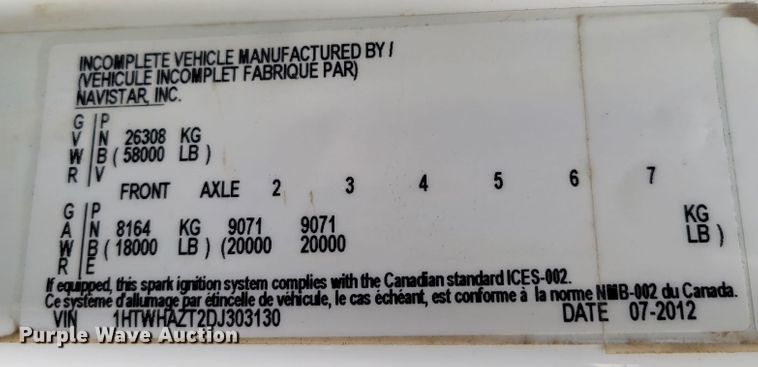 INCOMPLETE VEHICLE MANUFACTURED BY /
(VEHICULE INCOMPLET FABRIQUE PAR)
NAVISTAR, INC.
G / P
V / N 26308 KG
W / B ( 58000 LB )
R / V
FRONT AXLE 2 3 4 5 6 7
G / P
A / N 8164 KG 9071 9071 KG
W / B ( 18000 LB ) (20000 20000 LB )
R / E
If equipped, this spark ignition system complies with the Canadian standard ICES-002.
Ce système d'allumage par étincelle de véhicule, le cas échéant, est conforme à la norme NMB-002 du Canada.
VIN 1HTWHAZT2DJ303130 DATE 07-2012
Purple Wave Auction